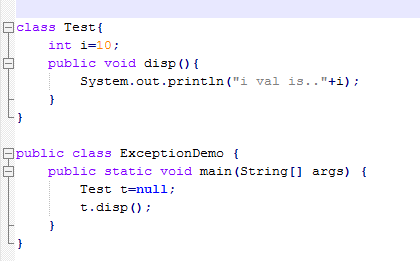 class Test{
    int i=10;
    public void disp(){
        System.out.println("i val is.."+i);
    }
}
public class ExceptionDemo {
    public static void main(String[] args) {
        Test t=null;
        t.disp();
    }
}